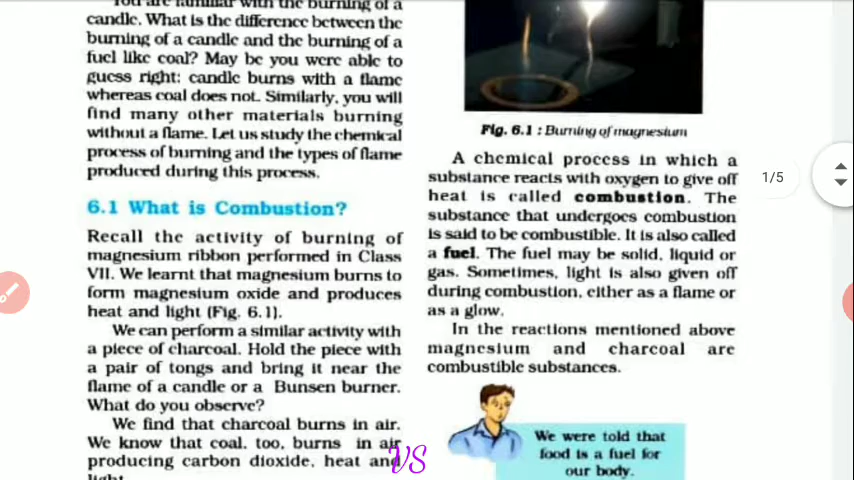 You are familiar with the burning of a
candle. What is the difference between the
burning of a candle and the burning of a
fuel like coal? May be you were able to
guess right: candle burns with a flame
whereas coal does not. Similarly, you will
find many other materials burning
without a flame. Let us study the chemical
process of burning and the types of flame
produced during this process.
6.1 What is Combustion?
Recall the activity of burning of
magnesium ribbon performed in Class
VII. We learnt that magnesium burns to
form magnesium oxide and produces
heat and light (Fig. 6.1).
We can perform a similar activity with
a piece of charcoal. Hold the piece with
a pair of tongs and bring it near the
flame of a candle or a Bunsen burner.
What do you observe?
We find that charcoal burns in air.
We know that coal, too, burns in air
producing carbon dioxide, heat and
light.
Fig. 6.1 : Burning of magnesium
A chemical process in which a
substance reacts with oxygen to give off
heat is called combustion. The
substance that undergoes combustion
is said to be combustible. It is also called
a fuel. The fuel may be solid, liquid or
gas. Sometimes, light is also given off
during combustion, either as a flame or
as a glow.
In the reactions mentioned above
magnesium and charcoal are
combustible substances.
We were told that
food is a fuel for
our body.
1/5
VS